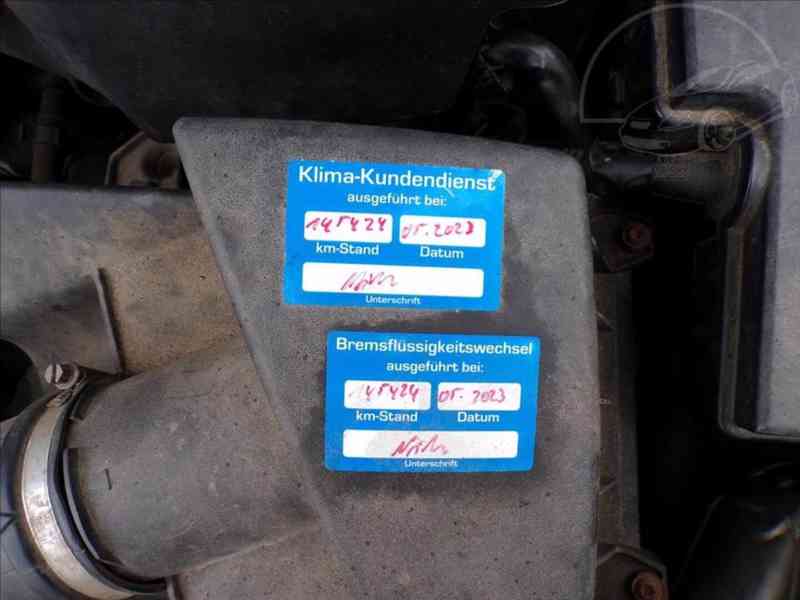 Klima-Kundendienst
ausgeführt bei:
145424 05.2023
km-Stand Datum
Unterschrift
Bremsflüssigkeitswechsel
ausgeführt bei:
145424 05.2023
km-Stand Datum
Unterschrift